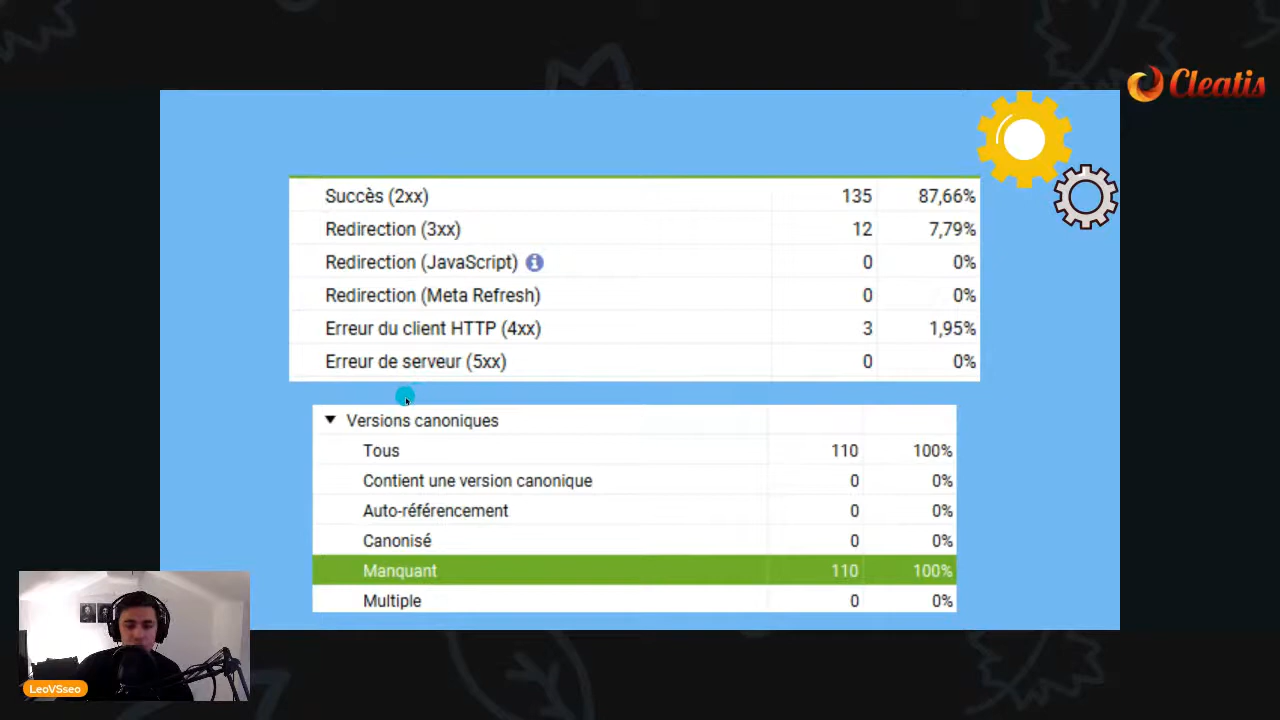 Cleatis
Succès (2xx) 135 87,66%
Redirection (3xx) 12 7,79%
Redirection (JavaScript) 0 0%
Redirection (Meta Refresh) 0 0%
Erreur du client HTTP (4xx) 3 1,95%
Erreur de serveur (5xx) 0 0%
Versions canoniques
Tous 110 100%
Contient une version canonique 0 0%
Auto-référencement 0 0%
Canonisé 0 0%
Manquant 110 100%
Multiple 0 0%
LeoVSseo